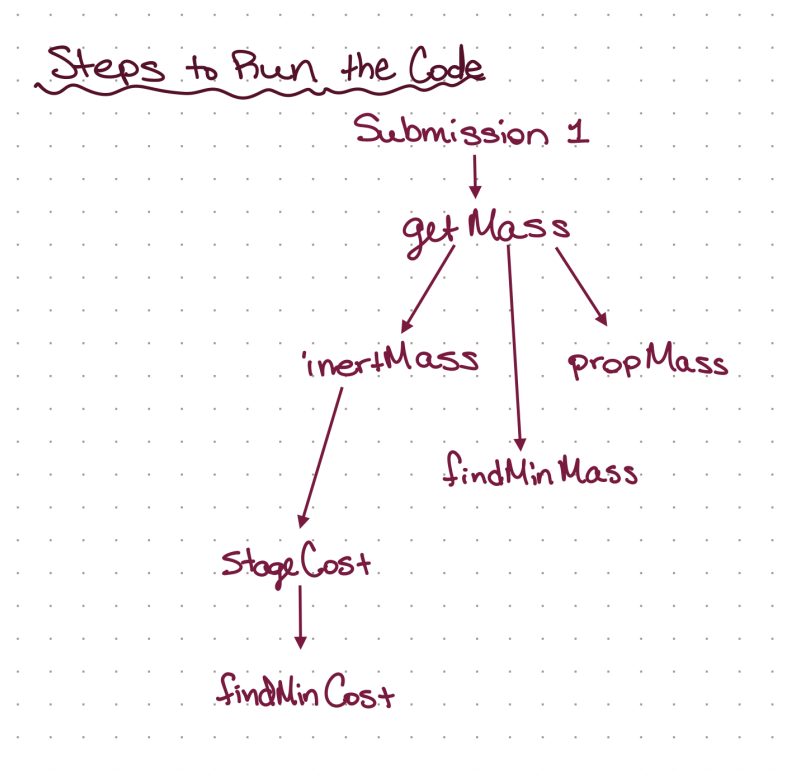 Steps to Run the Code
Submission 1
getMass
inertMass
propMass
findMinMass
StageCost
findMinCost